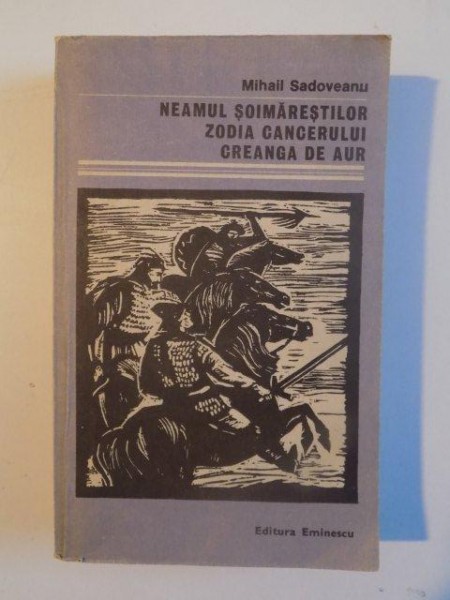 Mihail Sadoveanu
NEAMUL ȘOIMĂREȘTILOR
ZODIA CANCERULUI
CREANGA DE AUR
Editura Eminescu